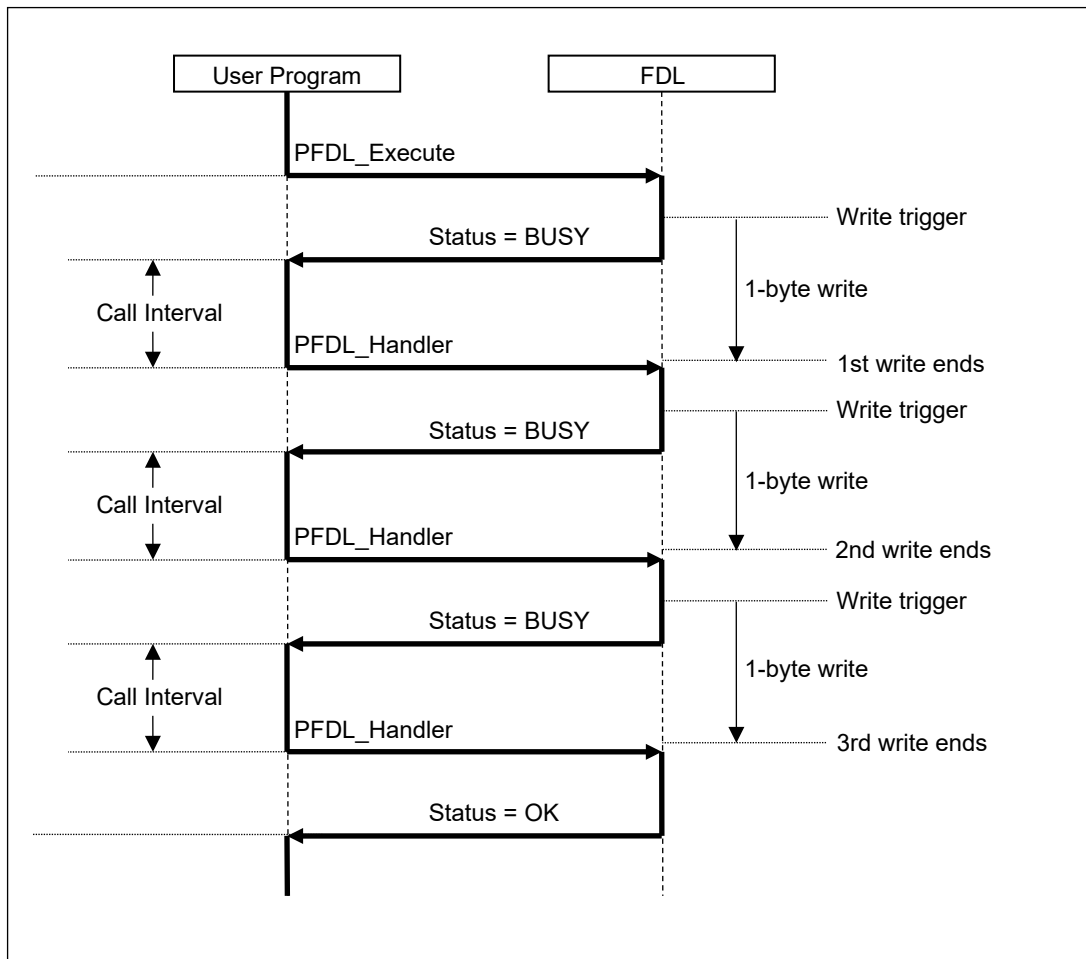 User Program
FDL
PFDL_Execute
Write trigger
Status = BUSY
1-byte write
Call Interval
PFDL_Handler
1st write ends
Write trigger
Status = BUSY
1-byte write
Call Interval
PFDL_Handler
2nd write ends
Write trigger
Status = BUSY
1-byte write
Call Interval
PFDL_Handler
3rd write ends
Status = OK